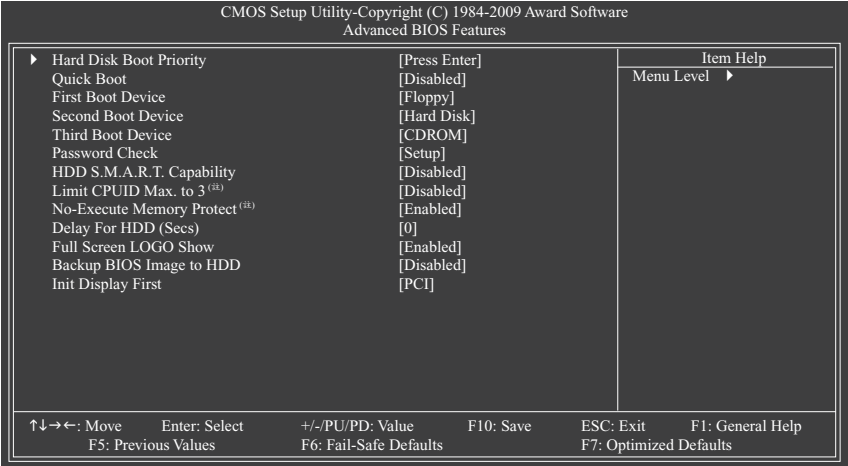 CMOS Setup Utility-Copyright (C) 1984-2009 Award Software
Advanced BIOS Features
Hard Disk Boot Priority [Press Enter]
Quick Boot [Disabled]
First Boot Device [Floppy]
Second Boot Device [Hard Disk]
Third Boot Device [CDROM]
Password Check [Setup]
HDD S.M.A.R.T. Capability [Disabled]
Limit CPUID Max. to 3 (註) [Disabled]
No-Execute Memory Protect (註) [Enabled]
Delay For HDD (Secs) [0]
Full Screen LOGO Show [Enabled]
Backup BIOS Image to HDD [Disabled]
Init Display First [PCI]
Item Help
Menu Level
↑↓→←: Move Enter: Select +/-/PU/PD: Value F10: Save ESC: Exit F1: General Help
F5: Previous Values F6: Fail-Safe Defaults F7: Optimized Defaults